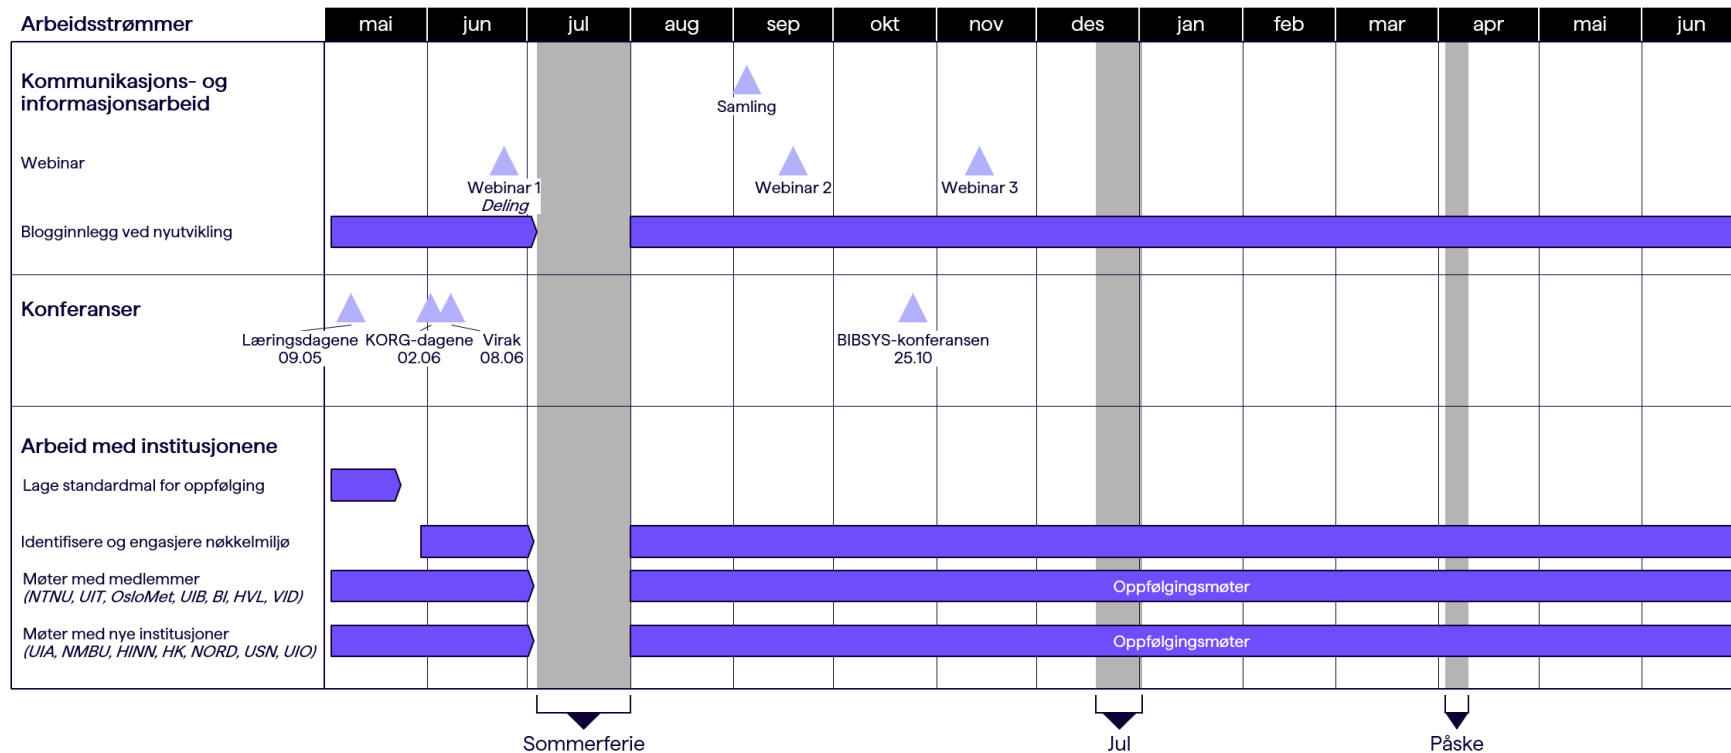 Arbeidsstrømmer
mai jun jul aug sep okt nov des jan feb mar apr mai jun
Kommunikasjons- og
informasjonsarbeid
Samling
Webinar
Webinar 1
Deling
Webinar 2
Webinar 3
Blogginnlegg ved nyutvikling
Konferanser
Læringsdagene
09.05
KORG-dagene
02.06
Virak
08.06
BIBSYS-konferansen
25.10
Arbeid med institusjonene
Lage standardmal for oppfølging
Identifisere og engasjere nøkkelmiljø
Møter med medlemmer
(NTNU, UIT, OsloMet, UIB, BI, HVL, VID)
Oppfølgingsmøter
Møter med nye institusjoner
(UIA, NMBU, HINN, HK, NORD, USN, UIO)
Oppfølgingsmøter
Sommerferie
Jul
Påske